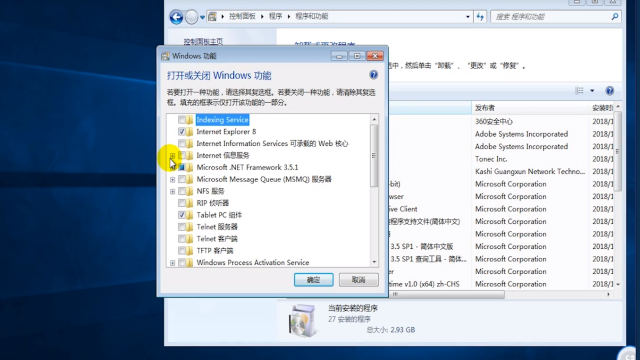 控制面板 ▸ 程序 ▸ 程序和功能
搜索 程序和功能
控制面板主页
卸载或更改程序
中，然后单击“卸载”、“更改”或“修复”。
Windows 功能
打开或关闭 Windows 功能
若要打开一种功能，请选择其复选框。若要关闭一种功能，请清除其复选框。填充的框表示仅打开该功能的一部分。
Indexing Service
Internet Explorer 8
Internet Information Services 可承载的 Web 核心
Internet 信息服务
Microsoft .NET Framework 3.5.1
Microsoft Message Queue (MSMQ) 服务器
NFS 服务
RIP 侦听器
Tablet PC 组件
Telnet 服务器
Telnet 客户端
TFTP 客户端
Windows Process Activation Service
确定
取消
发布者
安装时
360安全中心
2018/1
Adobe Systems Incorporated
2018/1
Adobe Systems Incorporated
2018/1
Tonec Inc.
2018/1
Kashi Guangxun Network Techno...
2018/1
-bit)
Microsoft Corporation
2018/1
wser
Microsoft Corporation
2018/1
ive Client
Microsoft Corporation
2018/1
程序支持文件(简体中文)
Microsoft Corporation
2018/1
Microsoft Corporation
2018/1
3.5 SP1 - 简体中文版
Microsoft Corporation
2018/1
3.5 SP1 查询工具 - 简体中
Microsoft Corporation
2018/1
ntime v1.0 (x64) zh-CHS
Microsoft Corporation
2018/1
当前安装的程序
27 安装的程序
总大小: 2.93 GB